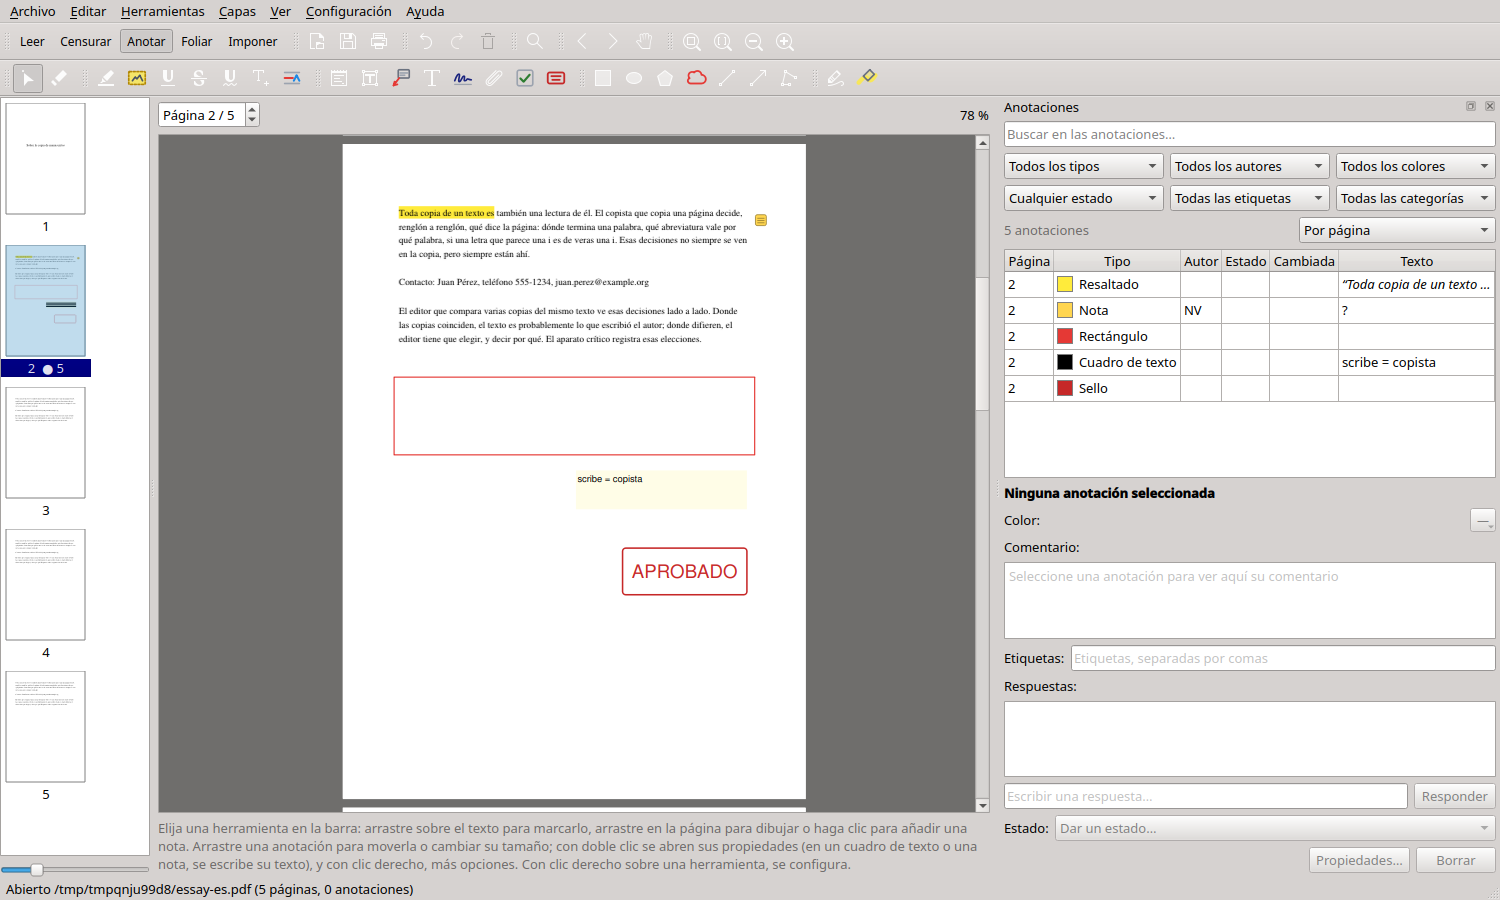 Archivo Editar Herramientas Capas Ver Configuración Ayuda
Leer Censurar Anotar Foliar Imponer
Página 2 / 5
78 %
1
2 5
3
4
5
Toda copia de un texto es también una lectura de él. El copista que copia una página decide,
renglón a renglón, qué dice la página: dónde termina una palabra, qué abreviatura vale por
qué palabra, si una letra que parece una i es de veras una i. Esas decisiones no siempre se ven
en la copia, pero siempre están ahí.
Contacto: Juan Pérez, teléfono 555-1234, juan.perez@example.org
El editor que compara varias copias del mismo texto ve esas decisiones lado a lado. Donde
las copias coinciden, el texto es probablemente lo que escribió el autor; donde difieren, el
editor tiene que elegir, y decir por qué. El aparato crítico registra esas elecciones.
scribe = copista
APROBADO
Elija una herramienta en la barra: arrastre sobre el texto para marcarlo, arrastre en la página para dibujar o haga clic para añadir una
nota. Arrastre una anotación para moverla o cambiar su tamaño; con doble clic se abren sus propiedades (en un cuadro de texto o una
nota, se escribe su texto), y con clic derecho, más opciones. Con clic derecho sobre una herramienta, se configura.
Anotaciones
Buscar en las anotaciones...
Todos los tipos Todos los autores Todos los colores
Cualquier estado Todas las etiquetas Todas las categorías
5 anotaciones Por página
Página Tipo Autor Estado Cambiada Texto
2 Resaltado “Toda copia de un texto ...
2 Nota NV ?
2 Rectángulo
2 Cuadro de texto scribe = copista
2 Sello
Ninguna anotación seleccionada
Color: —
Comentario:
Seleccione una anotación para ver aquí su comentario
Etiquetas: Etiquetas, separadas por comas
Respuestas:
Escribir una respuesta... Responder
Estado: Dar un estado...
Propiedades... Borrar
Abierto /tmp/tmpqnju99d8/essay-es.pdf (5 páginas, 0 anotaciones)